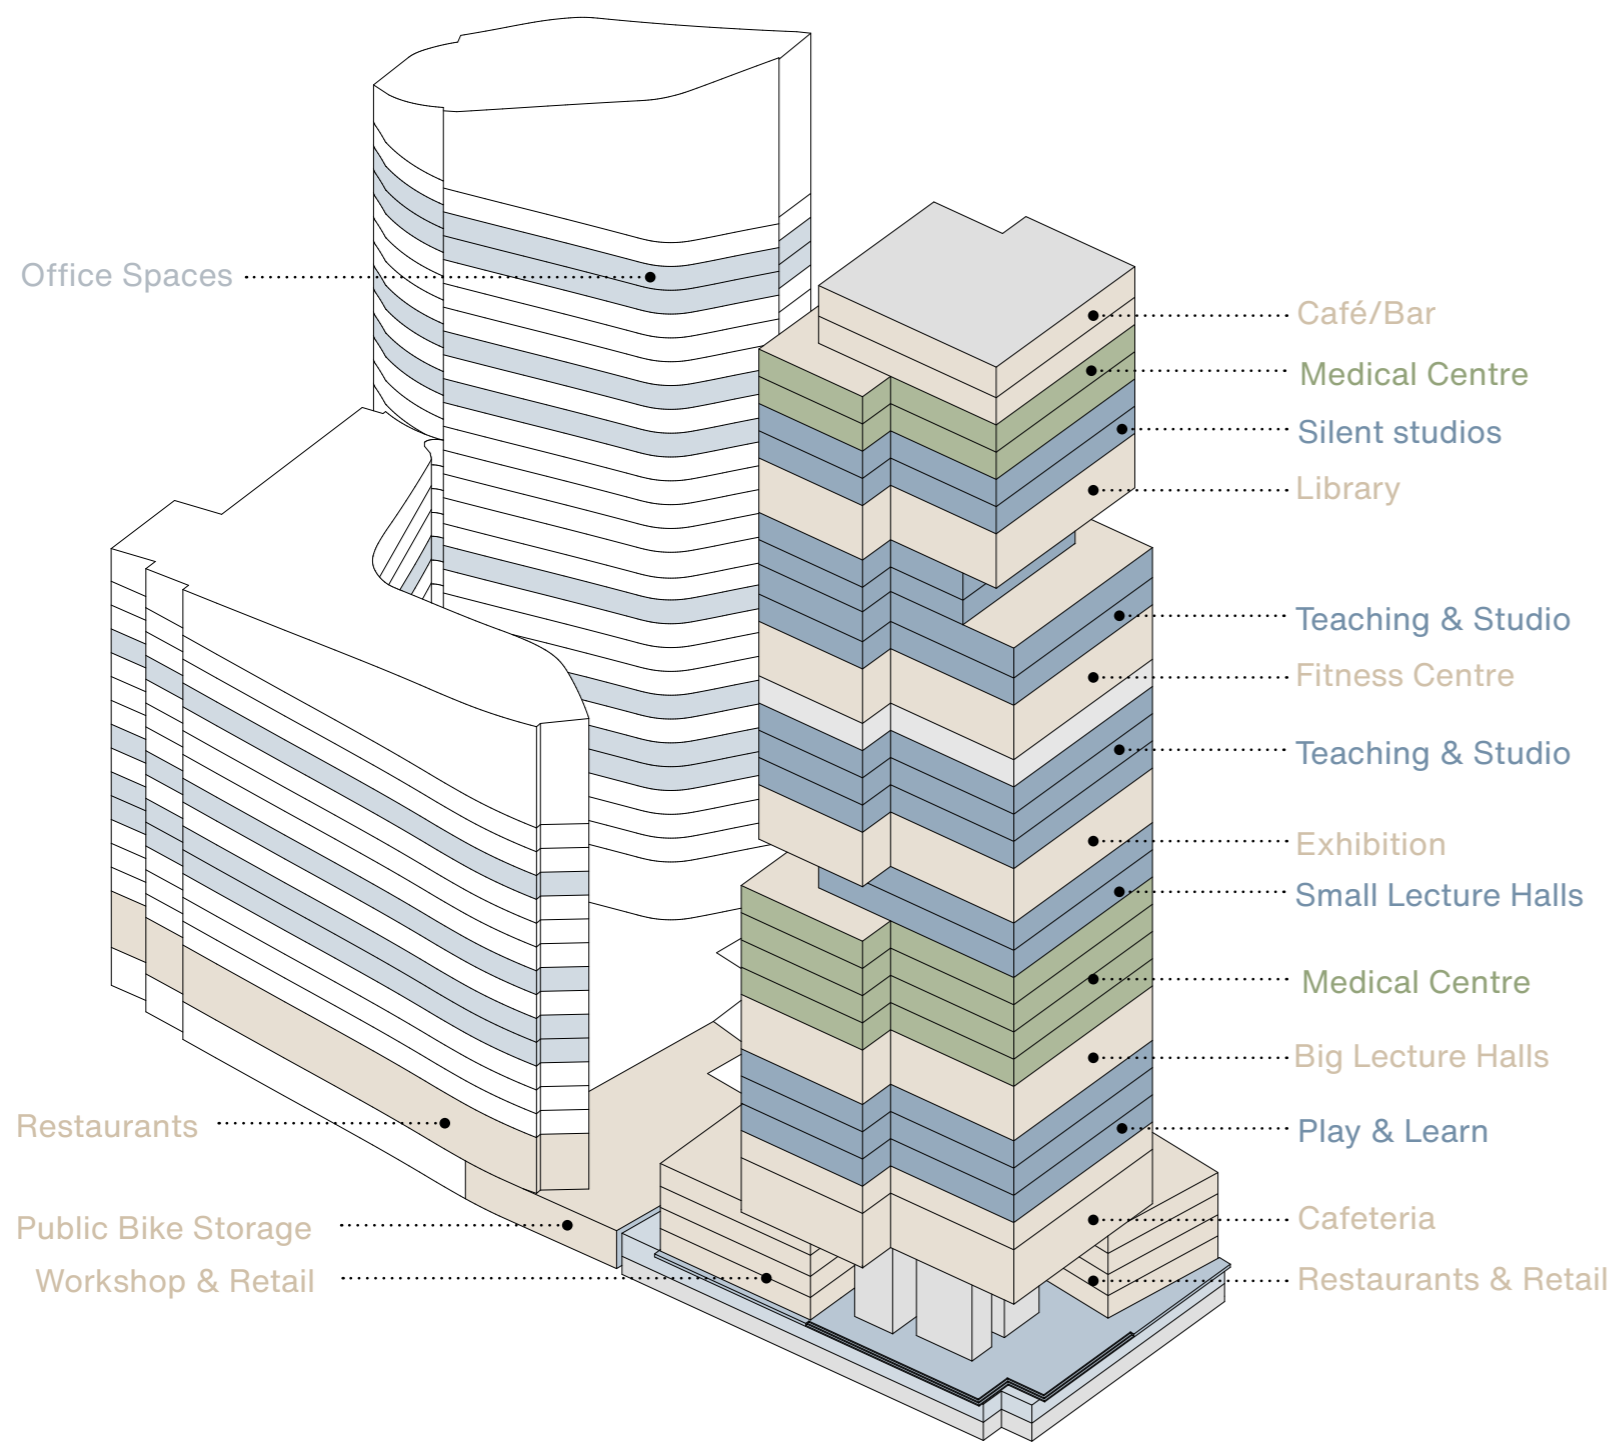 Office Spaces
Restaurants
Public Bike Storage
Workshop & Retail
Café/Bar
Medical Centre
Silent studios
Library
Teaching & Studio
Fitness Centre
Teaching & Studio
Exhibition
Small Lecture Halls
Medical Centre
Big Lecture Halls
Play & Learn
Cafeteria
Restaurants & Retail